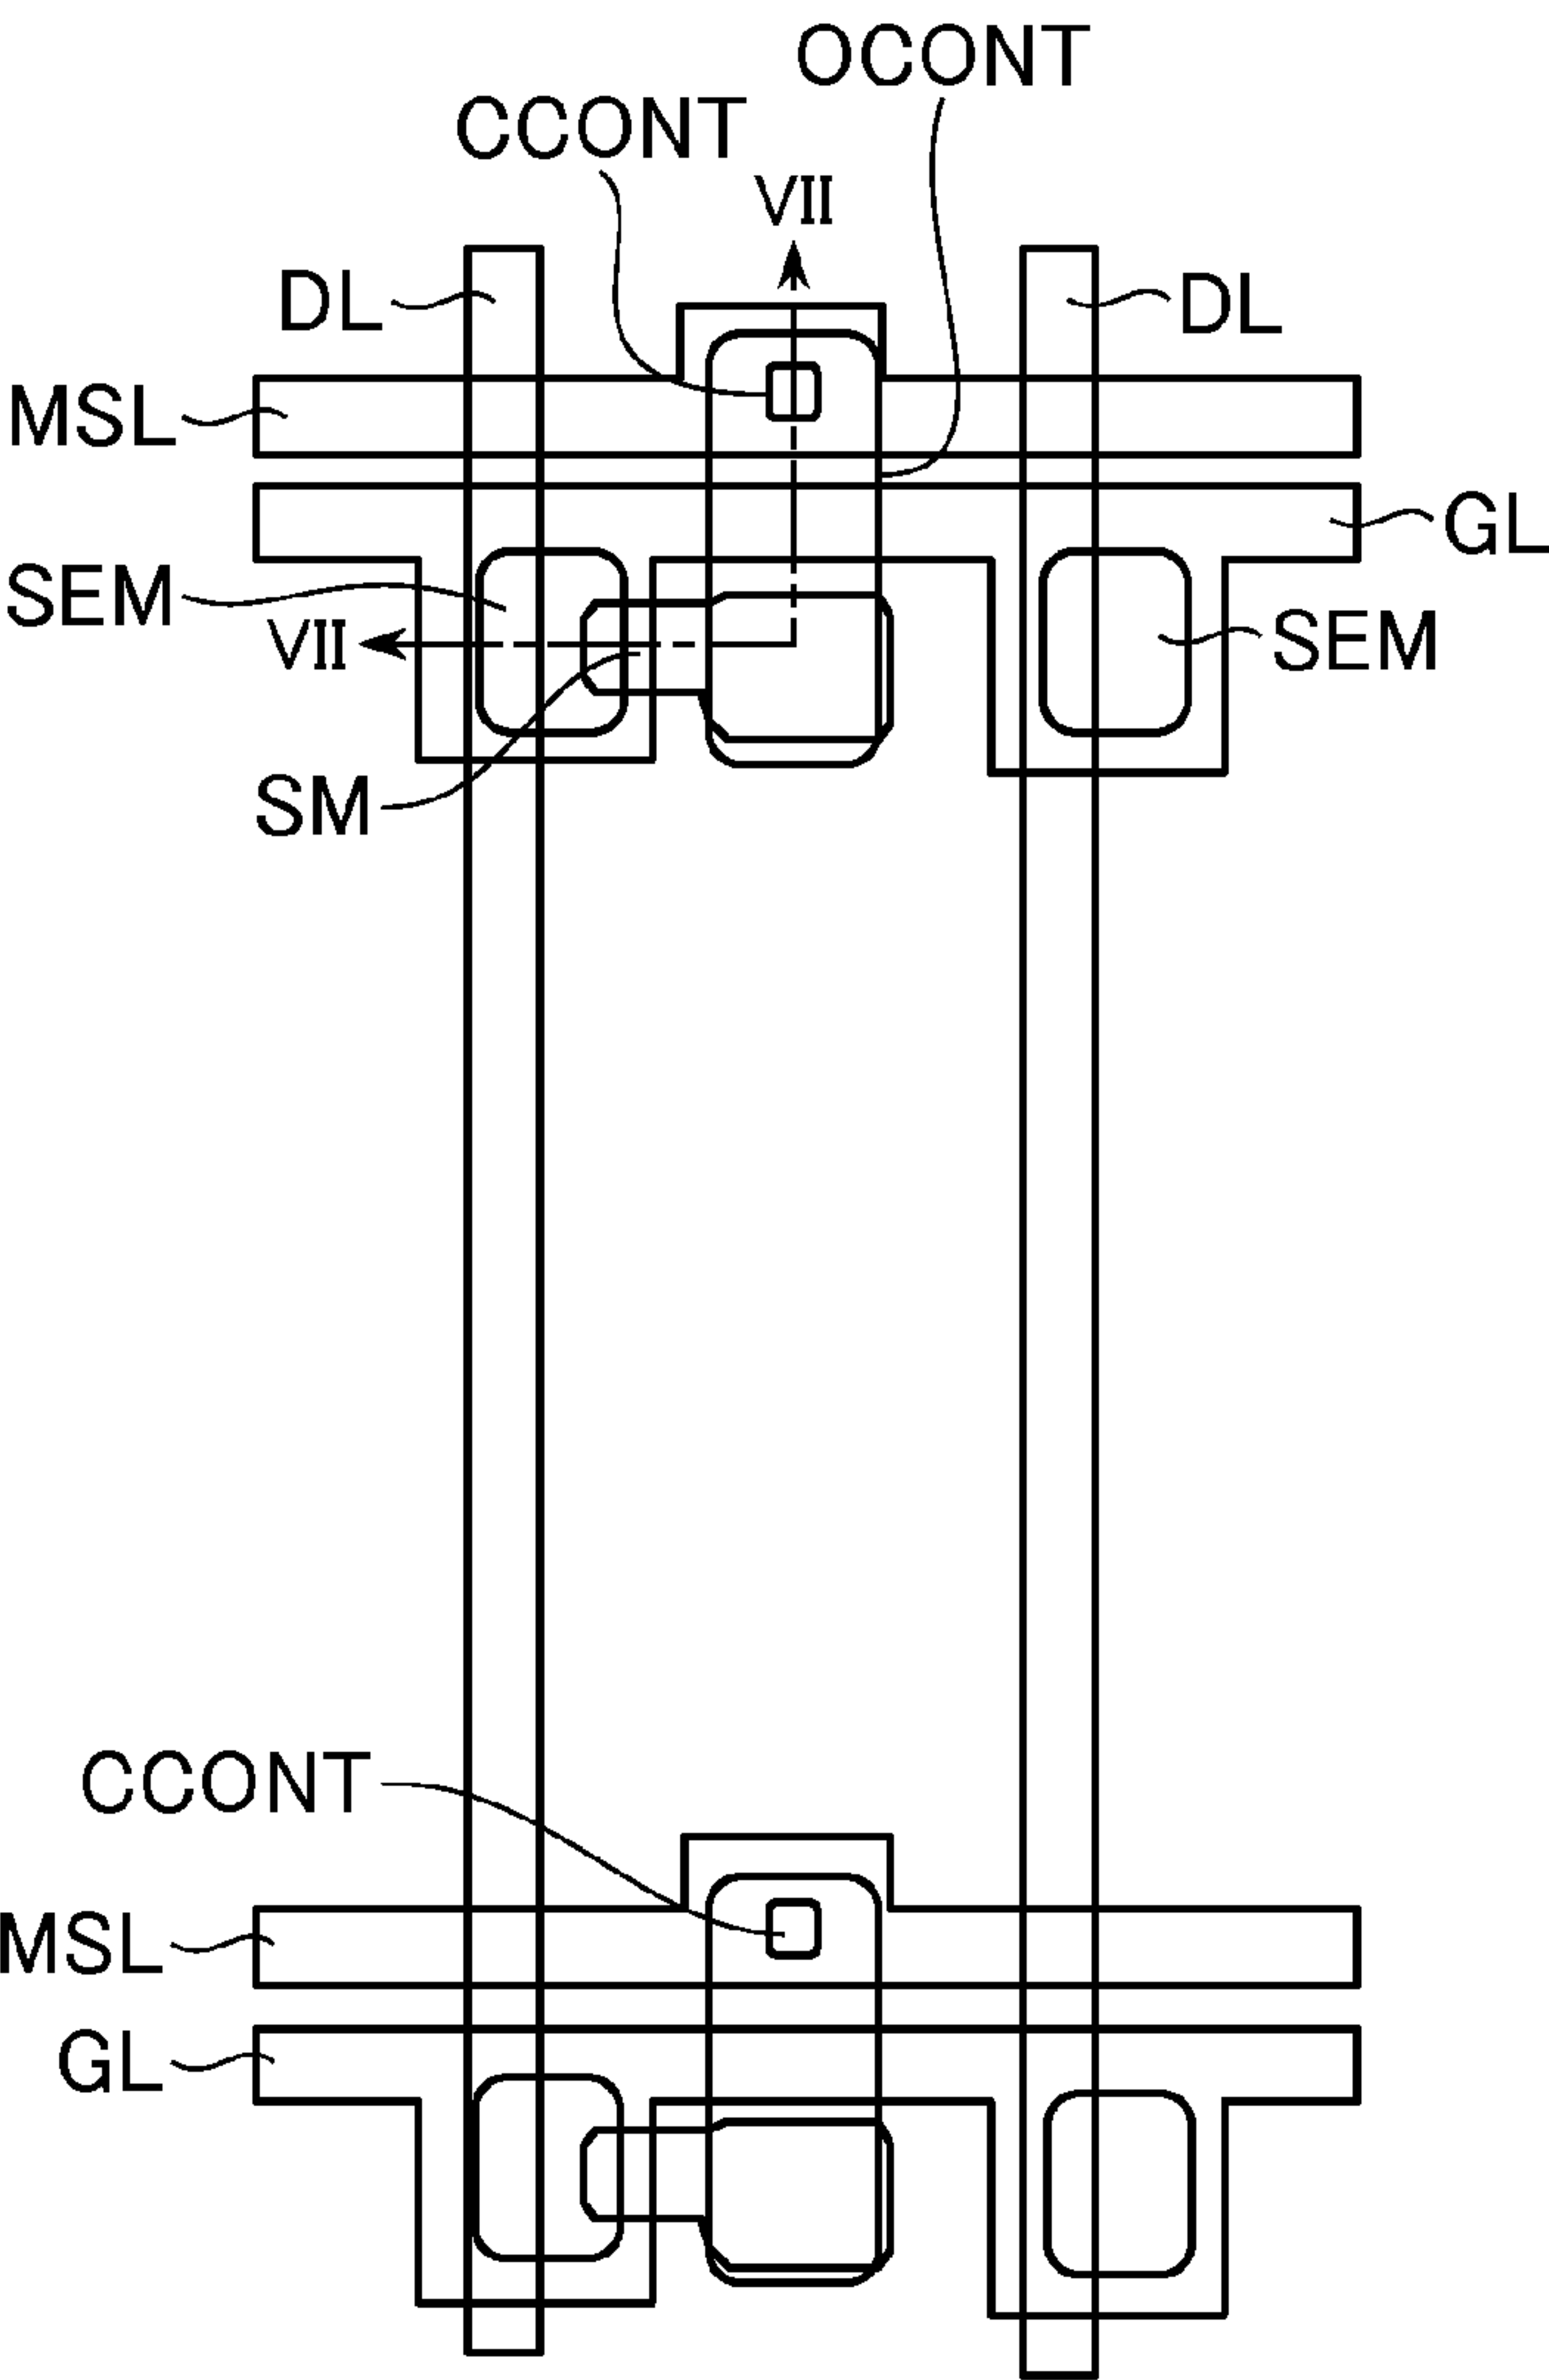 OCONT
CCONT
VII
DL
DL
MSL
GL
SEM
VII
SEM
SM
CCONT
MSL
GL